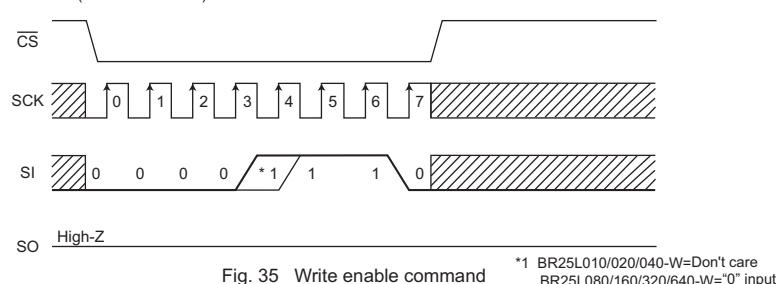 CS
SCK 0 1 2 3 4 5 6 7
SI 0 0 0 0 *1 1 1 0
SO High-Z
Fig. 35 Write enable command
*1 BR25L010/020/040-W=Don't care
BR25L080/160/320/640-W="0" input